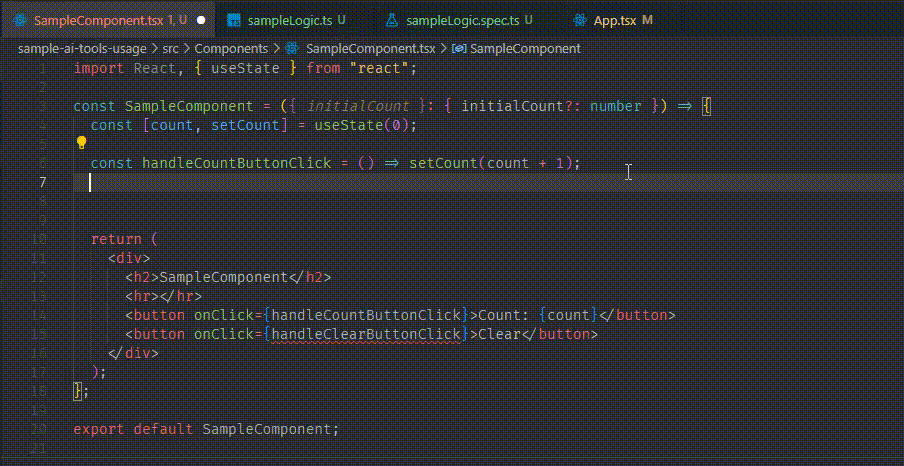 SampleComponent.tsx 1, U sampleLogic.ts U sampleLogic.spec.ts U App.tsx M
sample-ai-tools-usage > src > Components > SampleComponent.tsx > SampleComponent
1 import React, { useState } from "react";
2
3 const SampleComponent = ({ initialCount }: { initialCount?: number }) => {
4 const [count, setCount] = useState(0);
5
6 const handleCountButtonClick = () => setCount(count + 1);
7
8
9
10 return (
11 <div>
12 <h2>SampleComponent</h2>
13 <hr></hr>
14 <button onClick={handleCountButtonClick}>Count: {count}</button>
15 <button onClick={handleClearButtonClick}>Clear</button>
16 </div>
17 );
18 };
19
20 export default SampleComponent;
21